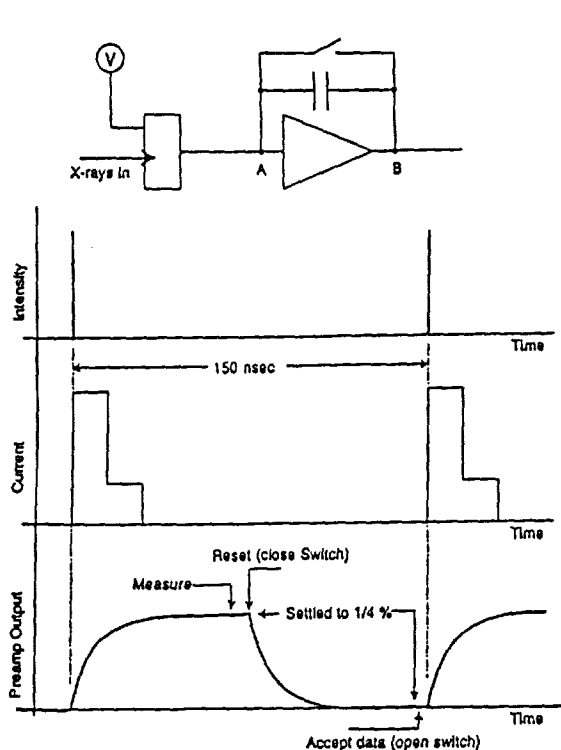 V
X-rays In
A
B
Intensity
Time
150 nsec
Current
Time
Reset (close Switch)
Measure
Settled to 1/4 %
Preamp Output
Time
Accept data (open switch)